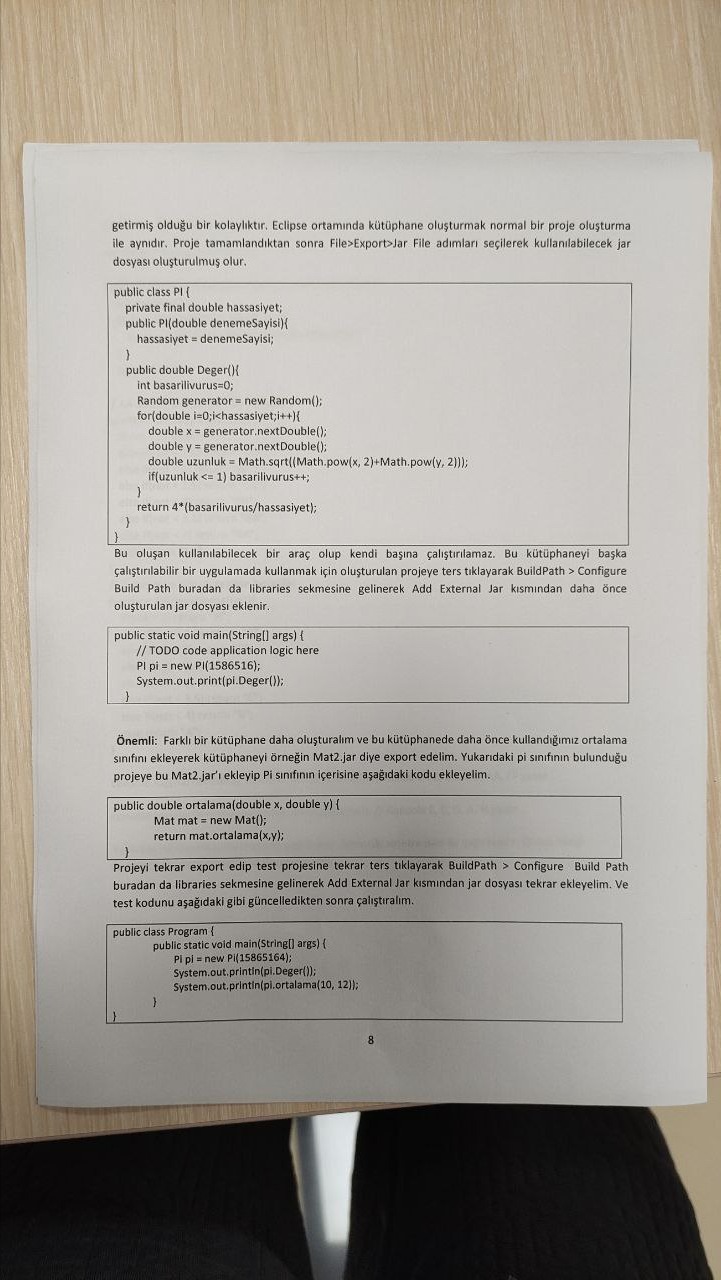 getirmiş olduğu bir kolaylıktır. Eclipse ortamında kütüphane oluşturmak normal bir proje oluşturma
ile aynıdır. Proje tamamlandıktan sonra File>Export>Jar File adımları seçilerek kullanılabilecek jar
dosyası oluşturulmuş olur.
public class PI {
private final double hassasiyet;
public PI(double denemeSayisi){
hassasiyet = denemeSayisi;
}
public double Deger(){
int basarilivurus=0;
Random generator = new Random();
for(double i=0;i<hassasiyet;i++){
double x = generator.nextDouble();
double y = generator.nextDouble();
double uzunluk = Math.sqrt((Math.pow(x, 2)+Math.pow(y, 2)));
if(uzunluk <= 1) basarilivurus++;
}
return 4*(basarilivurus/hassasiyet);
}
}
Bu oluşan kullanılabilecek bir araç olup kendi başına çalıştırılamaz. Bu kütüphaneyi başka
çalıştırılabilir bir uygulamada kullanmak için oluşturulan projeye ters tıklayarak BuildPath > Configure
Build Path buradan da libraries sekmesine gelinerek Add External Jar kısmından daha önce
oluşturulan jar dosyası eklenir.
public static void main(String[] args) {
// TODO code application logic here
PI pi = new PI(1586516);
System.out.print(pi.Deger());
}
Önemli: Farklı bir kütüphane daha oluşturalım ve bu kütüphanede daha önce kullandığımız ortalama
sınıfını ekleyerek kütüphaneyi örneğin Mat2.jar diye export edelim. Yukarıdaki pi sınıfının bulunduğu
projeye bu Mat2.jar’ı ekleyip Pi sınıfının içerisine aşağıdaki kodu ekleyelim.
public double ortalama(double x, double y) {
Mat mat = new Mat();
return mat.ortalama(x,y);
}
Projeyi tekrar export edip test projesine tekrar ters tıklayarak BuildPath > Configure Build Path
buradan da libraries sekmesine gelinerek Add External Jar kısmından jar dosyası tekrar ekleyelim. Ve
test kodunu aşağıdaki gibi güncelledikten sonra çalıştıralım.
public class Program {
public static void main(String[] args) {
Pi pi = new Pi(15865164);
System.out.println(pi.Deger());
System.out.println(pi.ortalama(10, 12));
}
}
8